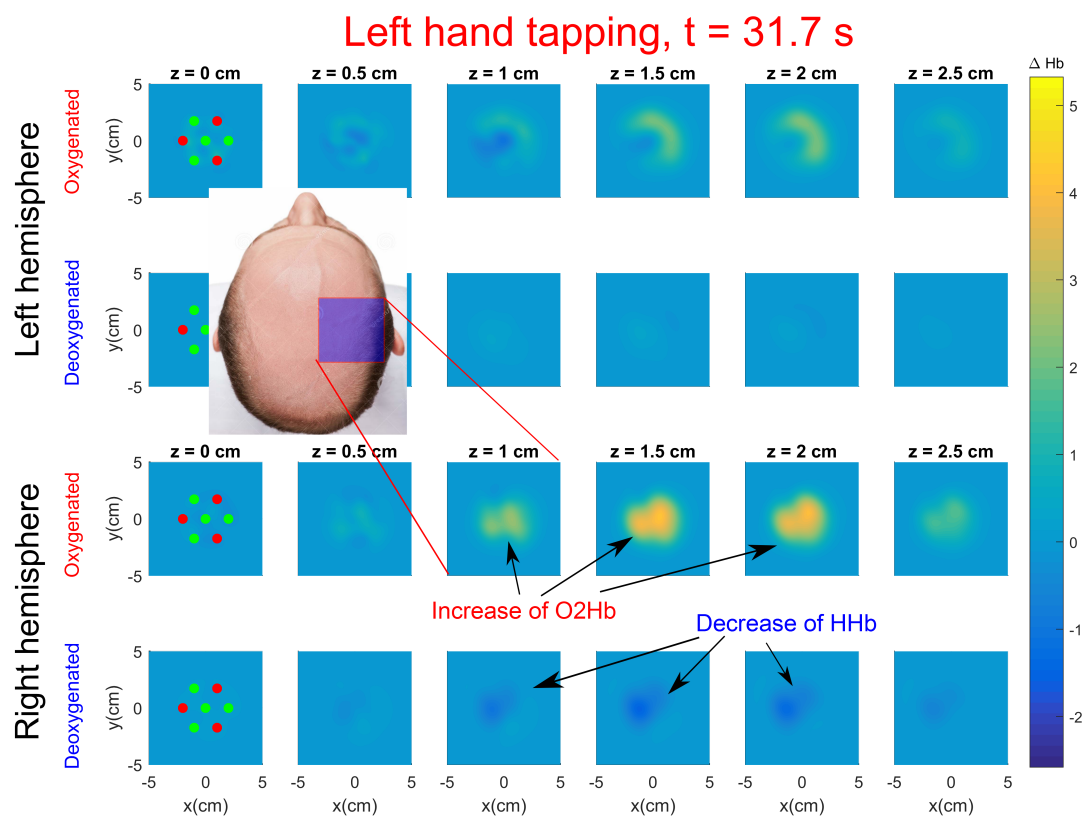 Left hand tapping, t = 31.7 s
z = 0 cm z = 0.5 cm z = 1 cm z = 1.5 cm z = 2 cm z = 2.5 cm
Δ Hb
Left hemisphere
Oxygenated
y(cm)
5
0
-5
Deoxygenated
y(cm)
5
0
-5
Right hemisphere
z = 0 cm z = 0.5 cm z = 1 cm z = 1.5 cm z = 2 cm z = 2.5 cm
Oxygenated
y(cm)
5
0
-5
Increase of O2Hb
Decrease of HHb
Deoxygenated
y(cm)
5
0
-5
-5 0 5 -5 0 5 -5 0 5 -5 0 5 -5 0 5 -5 0 5
x(cm) x(cm) x(cm) x(cm) x(cm) x(cm)
5
4
3
2
1
0
-1
-2